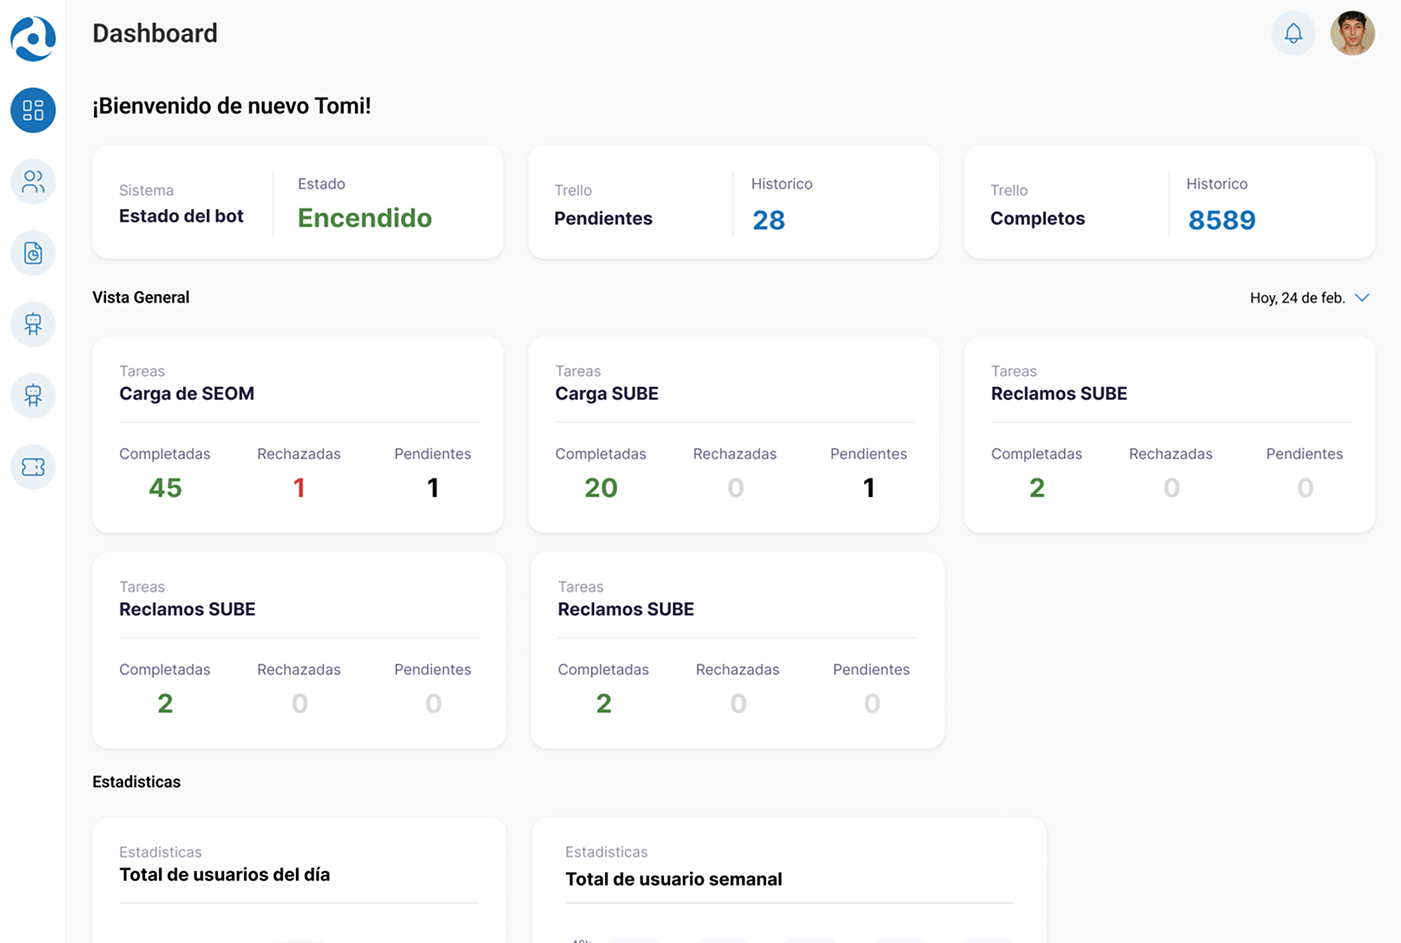 Dashboard
¡Bienvenido de nuevo Tomi!
Sistema
Estado del bot
Estado
Encendido
Trello
Pendientes
Historico
28
Trello
Completos
Historico
8589
Vista General
Hoy, 24 de feb.
Tareas
Carga de SEOM
Completadas Rechazadas Pendientes
45 1 1
Tareas
Carga SUBE
Completadas Rechazadas Pendientes
20 0 1
Tareas
Reclamos SUBE
Completadas Rechazadas Pendientes
2 0 0
Tareas
Reclamos SUBE
Completadas Rechazadas Pendientes
2 0 0
Tareas
Reclamos SUBE
Completadas Rechazadas Pendientes
2 0 0
Estadisticas
Estadisticas
Total de usuarios del día
Estadisticas
Total de usuario semanal